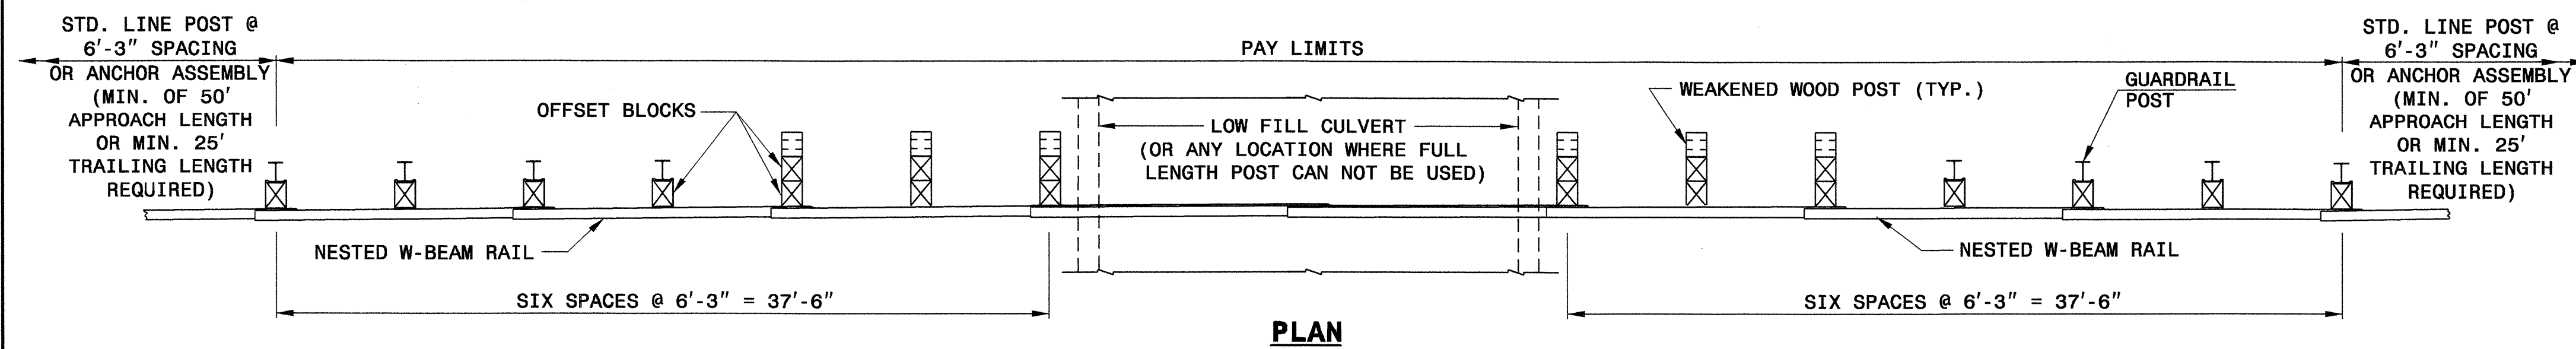 STD. LINE POST @
6'-3" SPACING
OR ANCHOR ASSEMBLY
(MIN. OF 50'
APPROACH LENGTH
OR MIN. 25'
TRAILING LENGTH
REQUIRED)
PAY LIMITS
OFFSET BLOCKS
LOW FILL CULVERT
(OR ANY LOCATION WHERE FULL
LENGTH POST CAN NOT BE USED)
WEAKENED WOOD POST (TYP.)
GUARDRAIL
POST
STD. LINE POST @
6'-3" SPACING
OR ANCHOR ASSEMBLY
(MIN. OF 50'
APPROACH LENGTH
OR MIN. 25'
TRAILING LENGTH
REQUIRED)
NESTED W-BEAM RAIL
NESTED W-BEAM RAIL
SIX SPACES @ 6'-3" = 37'-6"
SIX SPACES @ 6'-3" = 37'-6"
PLAN